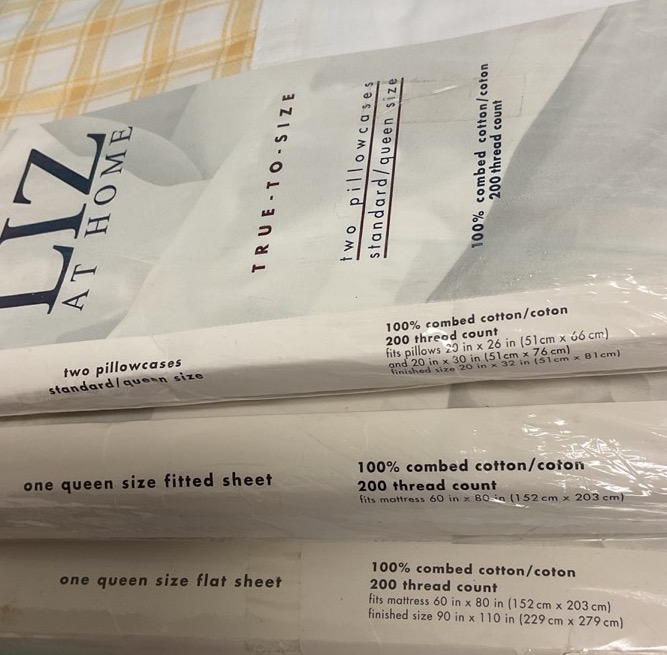 LIZ
AT HOME
TRUE-TO-SIZE
two pillowcases
standard/queen size
100% combed cotton/coton
200 thread count
two pillowcases
standard/queen size
100% combed cotton/coton
200 thread count
fits pillows 20 in x 26 in (51cm x 66 cm)
and 20 in x 30 in (51cm x 76 cm)
finished size 20 in x 32 in (51cm x 81cm)
one queen size fitted sheet
100% combed cotton/coton
200 thread count
fits mattress 60 in x 80 in (152 cm x 203 cm)
one queen size flat sheet
100% combed cotton/coton
200 thread count
fits mattress 60 in x 80 in (152 cm x 203 cm)
finished size 90 in x 110 in (229 cm x 279 cm)